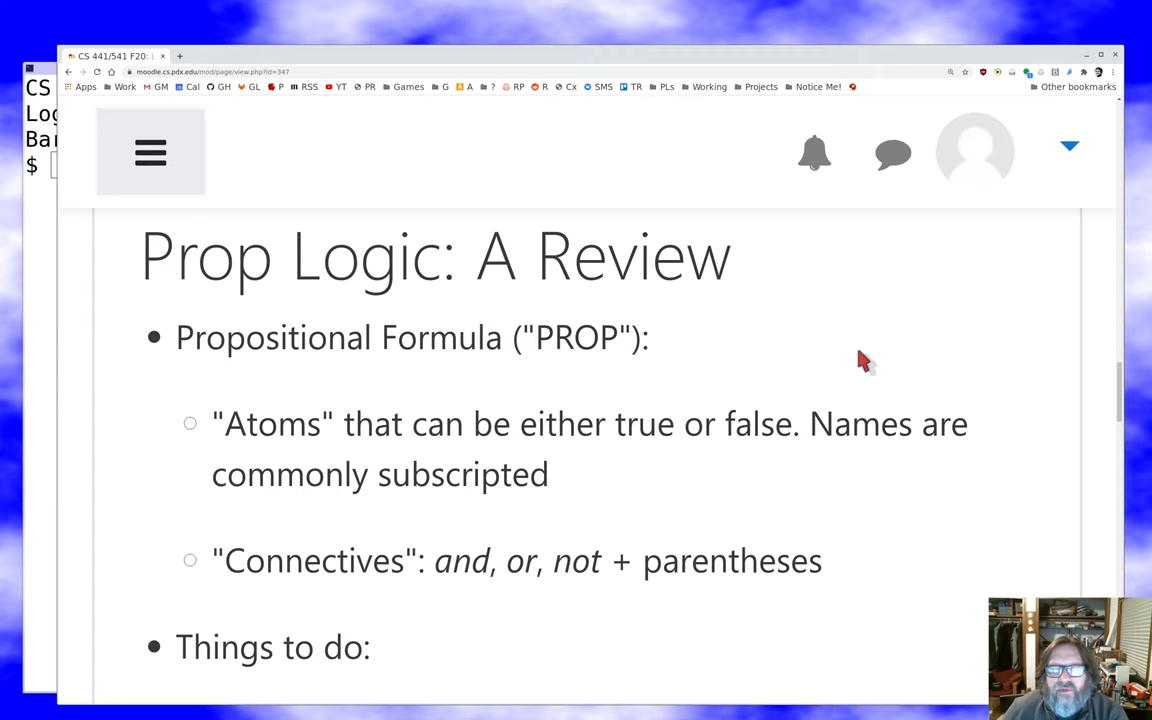 CS 441/541 F20: L
moodle.cs.pdx.edu/mod/page/view.php?id=347
Apps Work GM Cal GH GL P RSS YT PR Games G A ? RP R Cx SMS TR PLs Working Projects Notice Me! Other bookmarks
CS
Log
Bar
$
Prop Logic: A Review
Propositional Formula ("PROP"):
"Atoms" that can be either true or false. Names are
commonly subscripted
"Connectives": and, or, not + parentheses
Things to do: